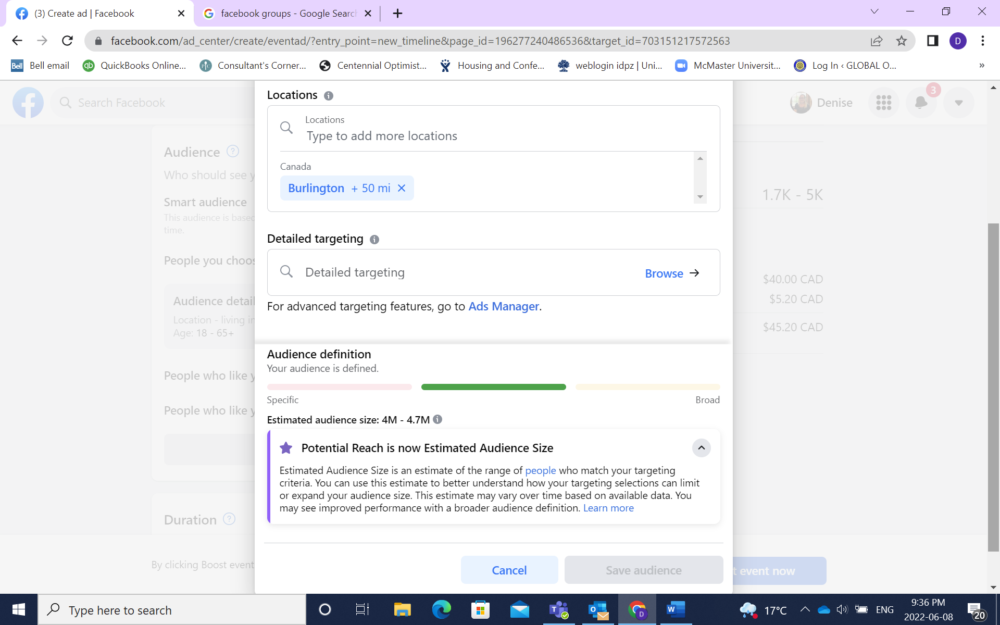 (3) Create ad | Facebook
facebook groups - Google Search
facebook.com/ad_center/create/eventad/?entry_point=new_timeline&page_id=196277240486536&target_id=703151217572563
D
Bell
Bell email
qb
QuickBooks Online...
Consultant's Corner...
Centennial Optimist...
Housing and Confe...
weblogin idpz | Uni...
McMaster Universit...
Log In ‹ GLOBAL O...
»
Search Facebook
Denise
3
Audience
Who should see y
Smart audience
This audience is based
time.
People you choos
Audience detail
Location - living in
Age: 18 - 65+
People who like y
People who like y
Duration
By clicking Boost event
Locations
Locations
Type to add more locations
Canada
Burlington + 50 mi
Detailed targeting
Detailed targeting
Browse
For advanced targeting features, go to Ads Manager.
Audience definition
Your audience is defined.
Specific
Broad
Estimated audience size: 4M - 4.7M
Potential Reach is now Estimated Audience Size
Estimated Audience Size is an estimate of the range of people who match your targeting
criteria. You can use this estimate to better understand how your targeting selections can limit
or expand your audience size. This estimate may vary over time based on available data. You
may see improved performance with a broader audience definition. Learn more
Cancel
Save audience
1.7K - 5K
$40.00 CAD
$5.20 CAD
$45.20 CAD
t event now
Type here to search
17°C
ENG
9:36 PM
2022-06-08
20